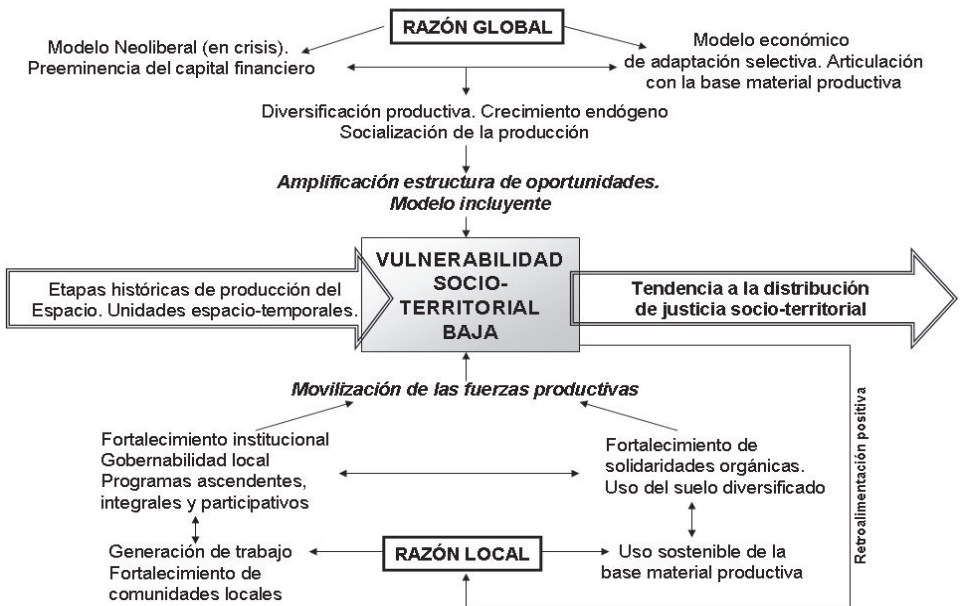 RAZÓN GLOBAL
Modelo Neoliberal (en crisis).
Preeminencia del capital financiero
Modelo económico
de adaptación selectiva. Articulación
con la base material productiva
Diversificación productiva. Crecimiento endógeno
Socialización de la producción
Amplificación estructura de oportunidades.
Modelo incluyente
Etapas históricas de producción del
Espacio. Unidades espacio-temporales.
VULNERABILIDAD
SOCIO-
TERRITORIAL
BAJA
Tendencia a la distribución
de justicia socio-territorial
Movilización de las fuerzas productivas
Fortalecimiento institucional
Gobernabilidad local
Programas ascendentes,
integrales y participativos
Fortalecimiento de
solidaridades orgánicas.
Uso del suelo diversificado
Retroalimentación positiva
Generación de trabajo
Fortalecimiento de
comunidades locales
RAZÓN LOCAL
Uso sostenible de la
base material productiva